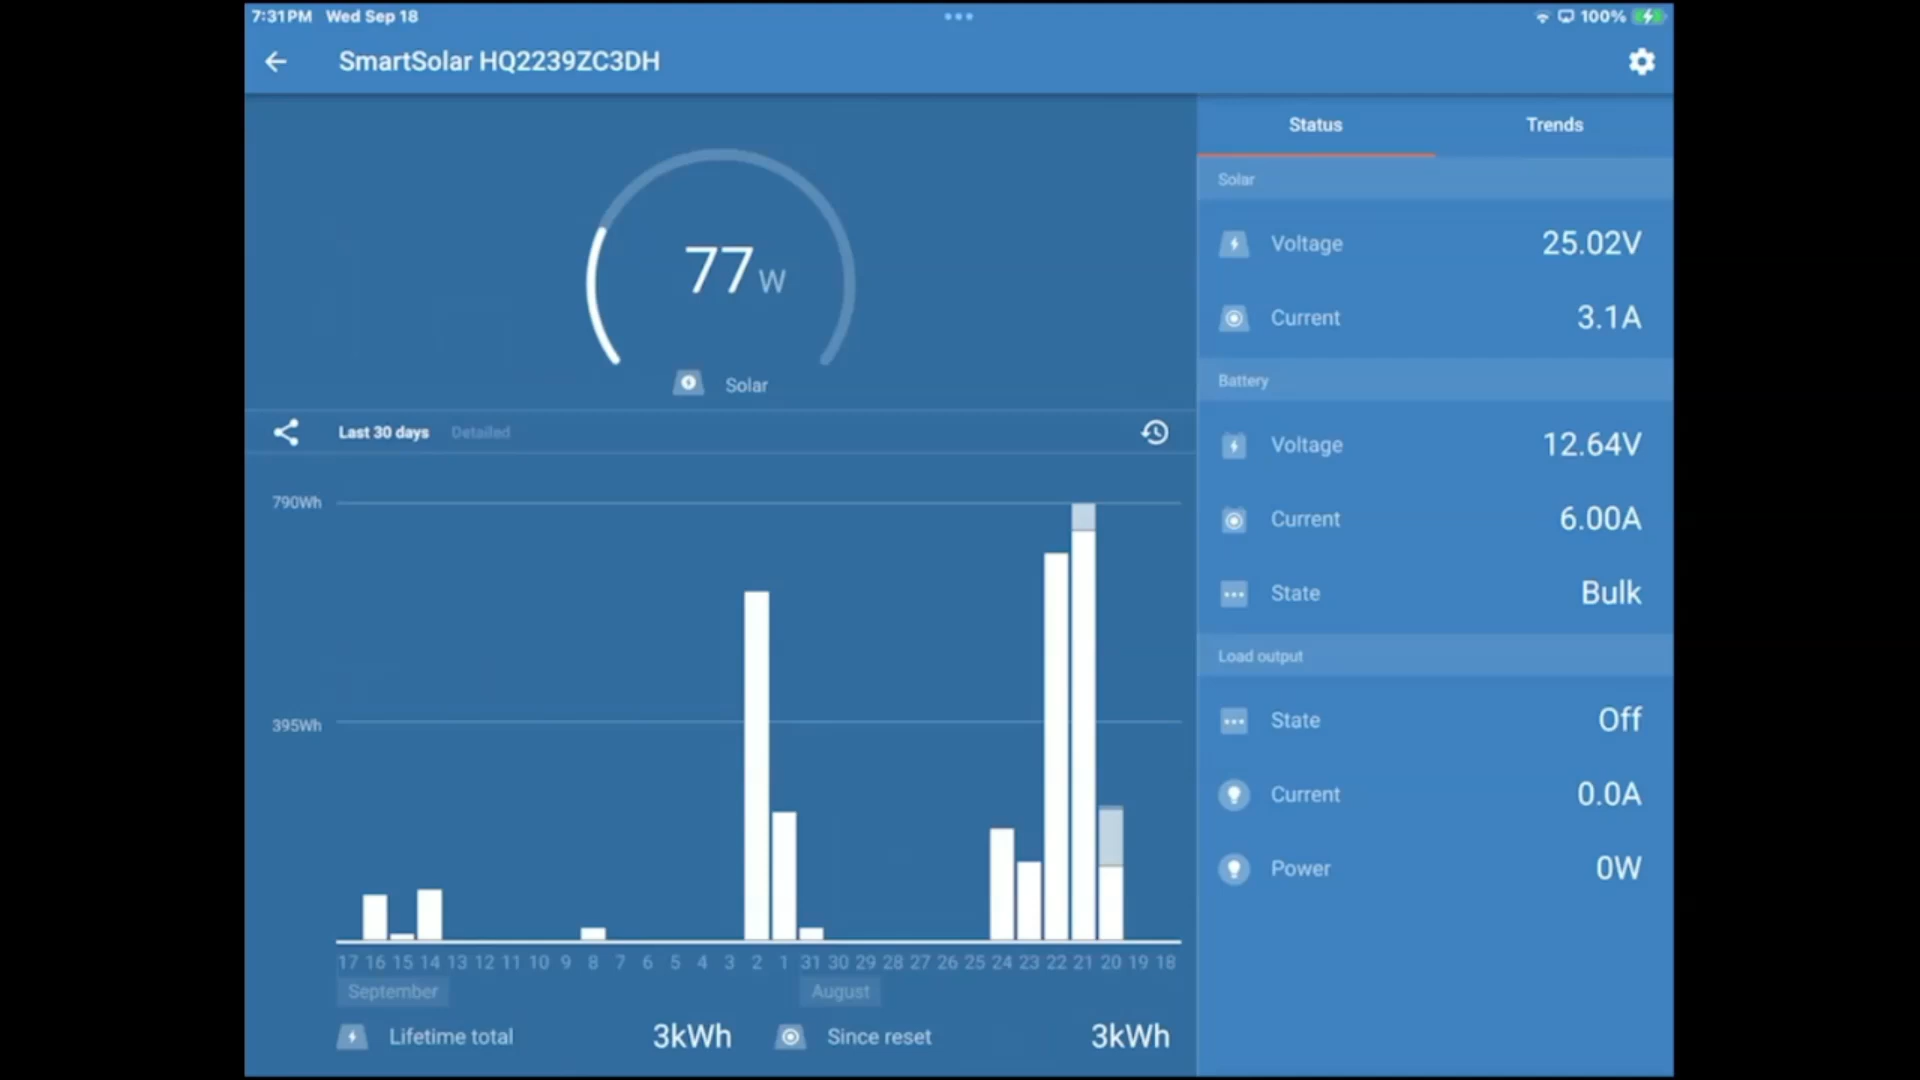 7:31PM Wed Sep 18
100%
SmartSolar HQ2239ZC3DH
77W
Solar
Last 30 days Detailed
790Wh
395Wh
17 16 15 14 13 12 11 10 9 8 7 6 5 4 3 2 1 31 30 29 28 27 26 25 24 23 22 21 20 19 18
September August
Lifetime total 3kWh Since reset 3kWh
Status Trends
Solar
Voltage 25.02V
Current 3.1A
Battery
Voltage 12.64V
Current 6.00A
State Bulk
Load output
State Off
Current 0.0A
Power 0W